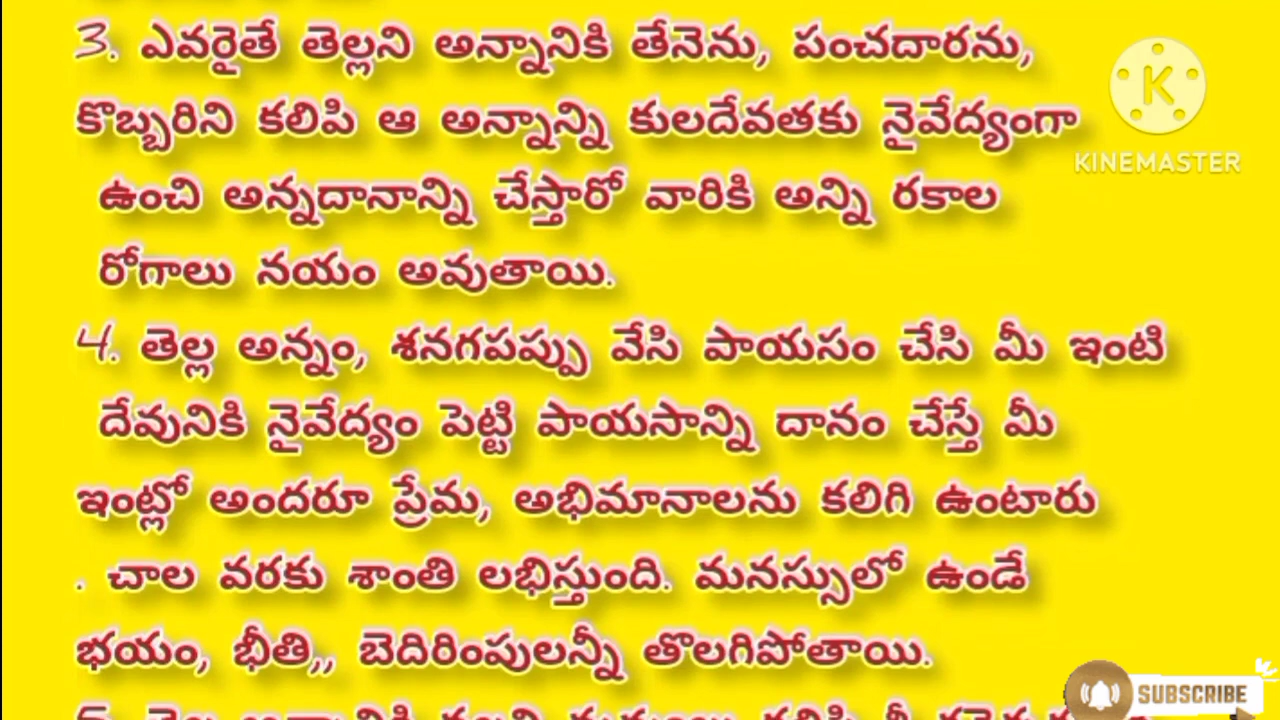 3. ఎవరైతే తెల్లని అన్నానికి తేనెను, పంచదారను,
కొబ్బరిని కలిపి ఆ అన్నాన్ని కులదేవతకు నైవేద్యంగా
ఉంచి అన్నదానాన్ని చేస్తారో వారికి అన్ని రకాల
రోగాలు నయం అవుతాయి.
4. తెల్ల అన్నం, శనగపప్పు వేసి పాయసం చేసి మీ ఇంటి
దేవునికి నైవేద్యం పెట్టి పాయసాన్ని దానం చేస్తే మీ
ఇంట్లో అందరూ ప్రేమ, అభిమానాలను కలిగి ఉంటారు
. చాల వరకు శాంతి లభిస్తుంది. మనస్సులో ఉండే
భయం, భీతి,, బెదిరింపులన్నీ తొలగిపోతాయి.
K
KINEMASTER
SUBSCRIBE